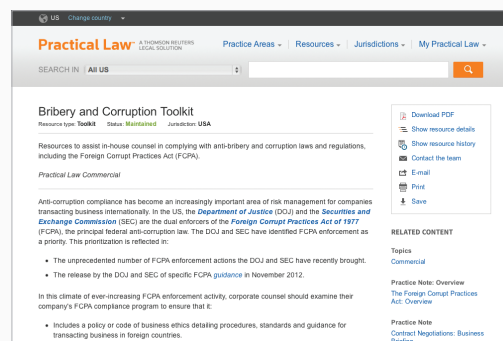 US Change country
Practical Law™ A THOMSON REUTERS LEGAL SOLUTION
Practice Areas Resources Jurisdictions My Practical Law
SEARCH IN All US
Bribery and Corruption Toolkit
Resource type: Toolkit Status: Maintained Jurisdiction: USA
Resources to assist in-house counsel in complying with anti-bribery and corruption laws and regulations,
including the Foreign Corrupt Practices Act (FCPA).
Practical Law Commercial
Anti-corruption compliance has become an increasingly important area of risk management for companies
transacting business internationally. In the US, the Department of Justice (DOJ) and the Securities and
Exchange Commission (SEC) are the dual enforcers of the Foreign Corrupt Practices Act of 1977
(FCPA), the principal federal anti-corruption law. The DOJ and SEC have identified FCPA enforcement as
a priority. This prioritization is reflected in:
• The unprecedented number of FCPA enforcement actions the DOJ and SEC have recently brought.
• The release by the DOJ and SEC of specific FCPA guidance in November 2012.
In this climate of ever-increasing FCPA enforcement activity, corporate counsel should examine their
company's FCPA compliance program to ensure that it:
• Includes a policy or code of business ethics detailing procedures, standards and guidance for
transacting business in foreign countries.
Download PDF
Show resource details
Show resource history
Contact the team
E-mail
Print
Save
RELATED CONTENT
Topics
Commercial
Practice Note: Overview
The Foreign Corrupt Practices
Act: Overview
Practice Note
Contract Negotiations: Business
Briefing